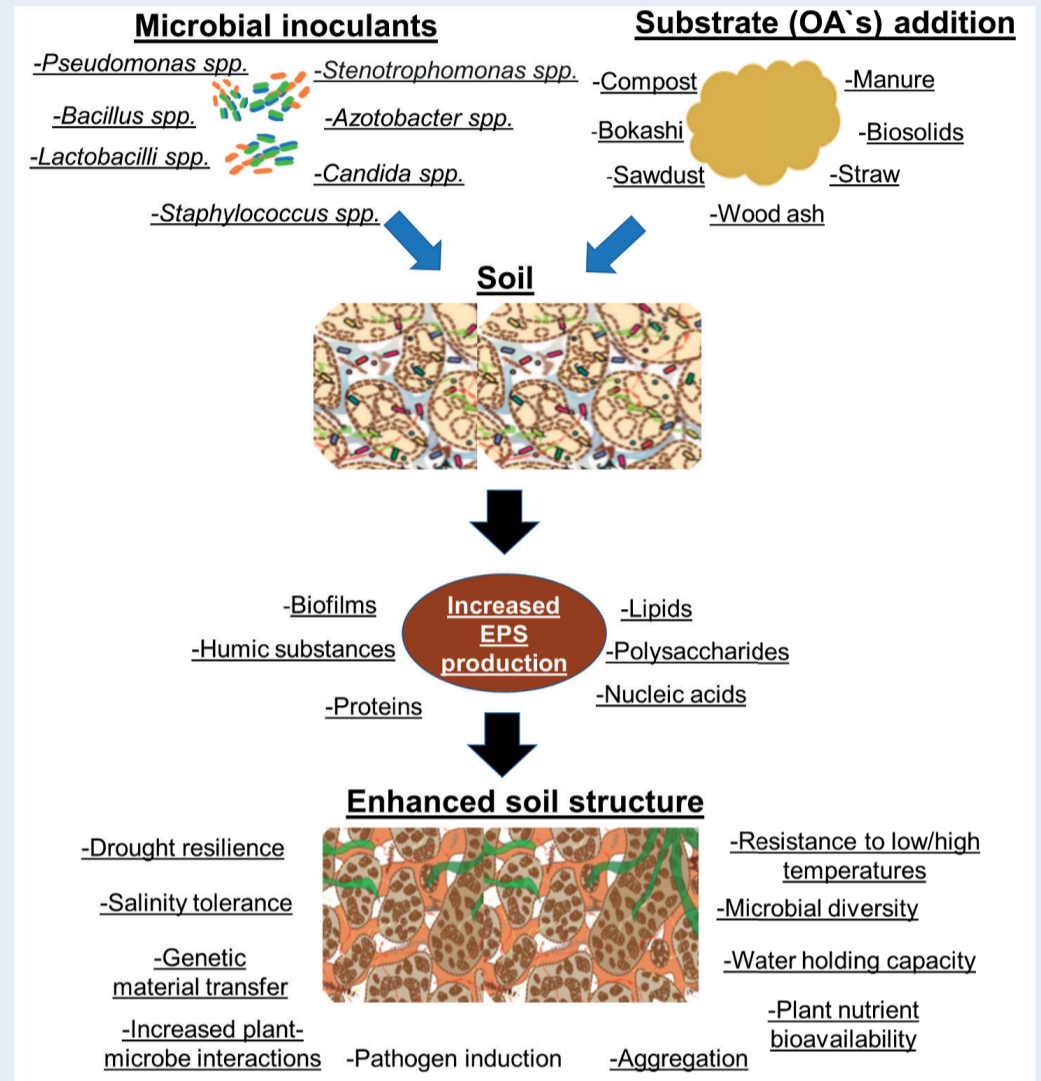 Microbial inoculants
-Pseudomonas spp.
-Stenotrophomonas spp.
-Bacillus spp.
-Azotobacter spp.
-Lactobacilli spp.
-Candida spp.
-Staphylococcus spp.
Substrate (OA`s) addition
-Compost
-Manure
-Bokashi
-Biosolids
-Sawdust
-Straw
-Wood ash
Soil
Increased
EPS
production
-Biofilms
-Humic substances
-Proteins
-Lipids
-Polysaccharides
-Nucleic acids
Enhanced soil structure
-Drought resilience
-Salinity tolerance
-Genetic
material transfer
-Increased plant-
microbe interactions
-Pathogen induction
-Aggregation
-Resistance to low/high
temperatures
-Microbial diversity
-Water holding capacity
-Plant nutrient
bioavailability